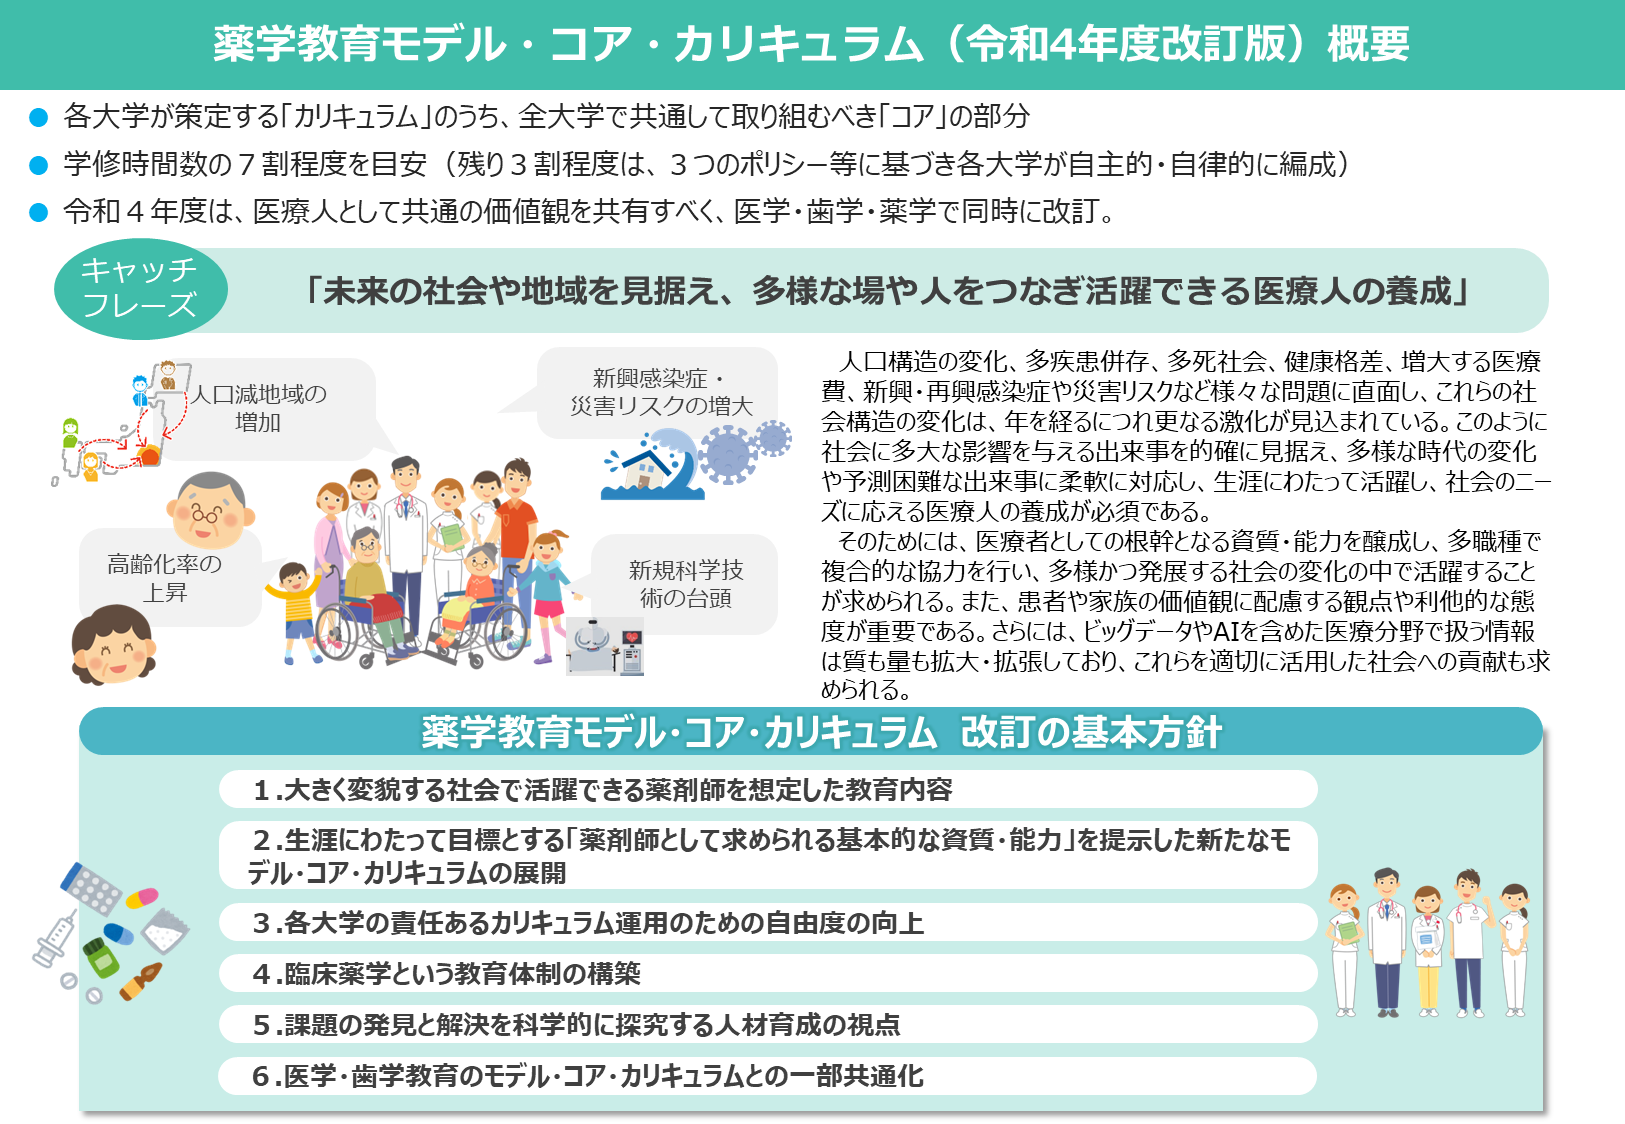 薬学教育モデル・コア・カリキュラム（令和4年度改訂版）概要
● 各大学が策定する「カリキュラム」のうち、全大学で共通して取り組むべき「コア」の部分
● 学修時間数の７割程度を目安（残り３割程度は、３つのポリシー等に基づき各大学が自主的・自律的に編成）
● 令和４年度は、医療人として共通の価値観を共有すべく、医学・歯学・薬学で同時に改訂。
キャッチ
フレーズ
「未来の社会や地域を見据え、多様な場や人をつなぎ活躍できる医療人の養成」
人口減地域の
増加
新興感染症・
災害リスクの増大
高齢化率の
上昇
新規科学技
術の台頭
人口構造の変化、多疾患併存、多死社会、健康格差、増大する医療
費、新興・再興感染症や災害リスクなど様々な問題に直面し、これらの社
会構造の変化は、年を経るにつれ更なる激化が見込まれている。このように
社会に多大な影響を与える出来事を的確に見据え、多様な時代の変化
や予測困難な出来事に柔軟に対応し、生涯にわたって活躍し、社会のニー
ズに応える医療人の養成が必須である。
そのためには、医療者としての根幹となる資質・能力を醸成し、多職種で
複合的な協力を行い、多様かつ発展する社会の変化の中で活躍すること
が求められる。また、患者や家族の価値観に配慮する観点や利他的な態
度が重要である。さらには、ビッグデータやAIを含めた医療分野で扱う情報
は質も量も拡大・拡張しており、これらを適切に活用した社会への貢献も求
められる。
薬学教育モデル・コア・カリキュラム 改訂の基本方針
１.大きく変貌する社会で活躍できる薬剤師を想定した教育内容
２.生涯にわたって目標とする「薬剤師として求められる基本的な資質・能力」を提示した新たなモ
デル・コア・カリキュラムの展開
３.各大学の責任あるカリキュラム運用のための自由度の向上
４.臨床薬学という教育体制の構築
５.課題の発見と解決を科学的に探究する人材育成の視点
６.医学・歯学教育のモデル・コア・カリキュラムとの一部共通化